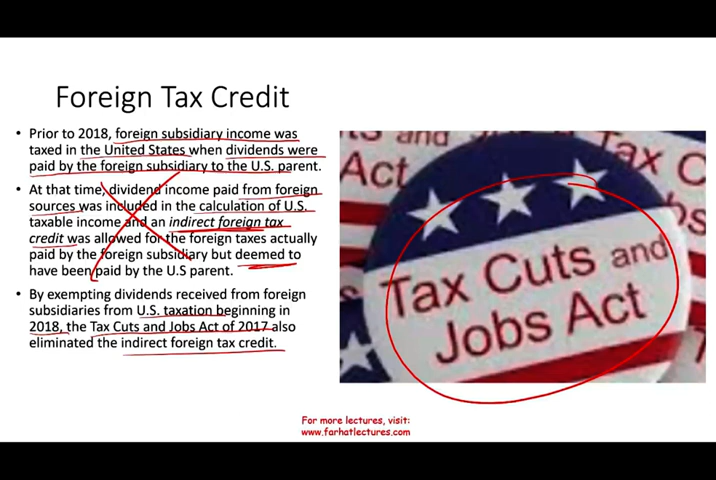 Foreign Tax Credit
• Prior to 2018, foreign subsidiary income was
taxed in the United States when dividends were
paid by the foreign subsidiary to the U.S. parent.
• At that time, dividend income paid from foreign
sources was included in the calculation of U.S.
taxable income and an indirect foreign tax
credit was allowed for the foreign taxes actually
paid by the foreign subsidiary but deemed to
have been paid by the U.S parent.
• By exempting dividends received from foreign
subsidiaries from U.S. taxation beginning in
2018, the Tax Cuts and Jobs Act of 2017 also
eliminated the indirect foreign tax credit.
ts and
Act
Tax C
Tax Cuts and
Jobs Act
For more lectures, visit:
www.farhatlectures.com